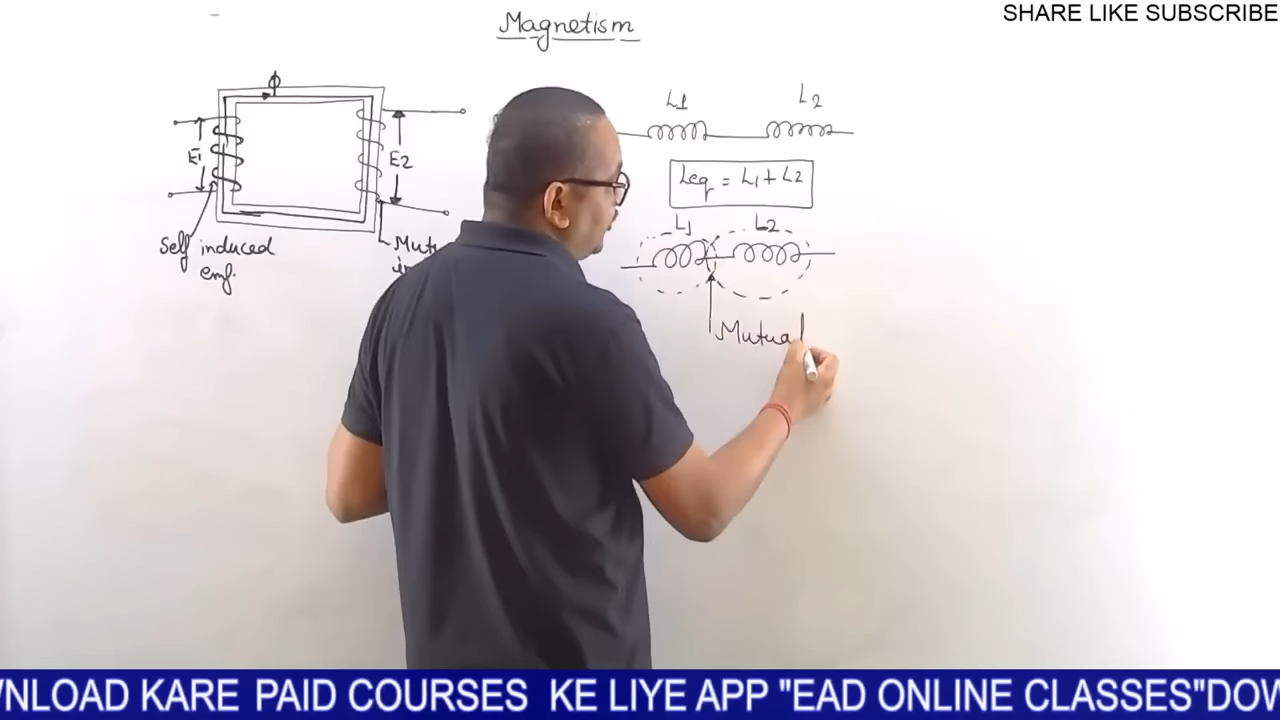 SHARE LIKE SUBSCRIBE
Magnetism
Φ
E1
E2
Self induced
emf.
L1
L2
Leq = L1 + L2
L1
L2
Mutual
WNLOAD KARE PAID COURSES KE LIYE APP "EAD ONLINE CLASSES"DOW